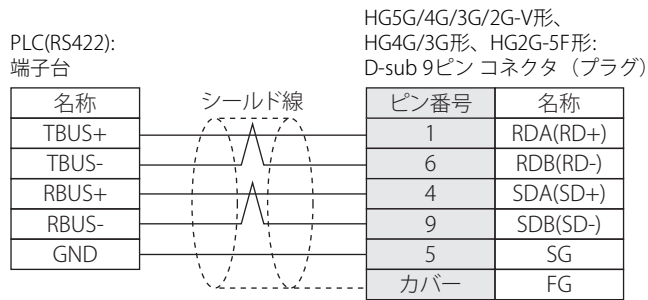 HG5G/4G/3G/2G-V形、
PLC(RS422): HG4G/3G形、HG2G-5F形:
端子台 D-sub 9ピン コネクタ（プラグ）
名称 シールド線 ピン番号 名称
TBUS+ 1 RDA(RD+)
TBUS- 6 RDB(RD-)
RBUS+ 4 SDA(SD+)
RBUS- 9 SDB(SD-)
GND 5 SG
カバー FG